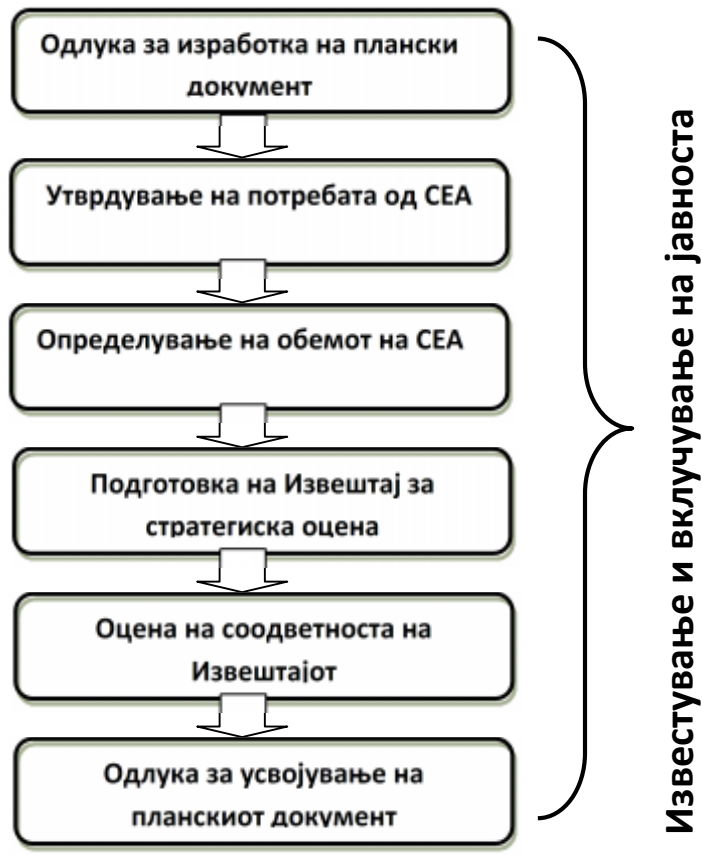 Одлука за изработка на плански
документ
Утврдување на потребата од СЕА
Определување на обемот на СЕА
Подготовка на Извештај за
стратегиска оцена
Оцена на соодветноста на
Извештајот
Одлука за усвојување на
планскиот документ
Известување и вклучување на јавноста